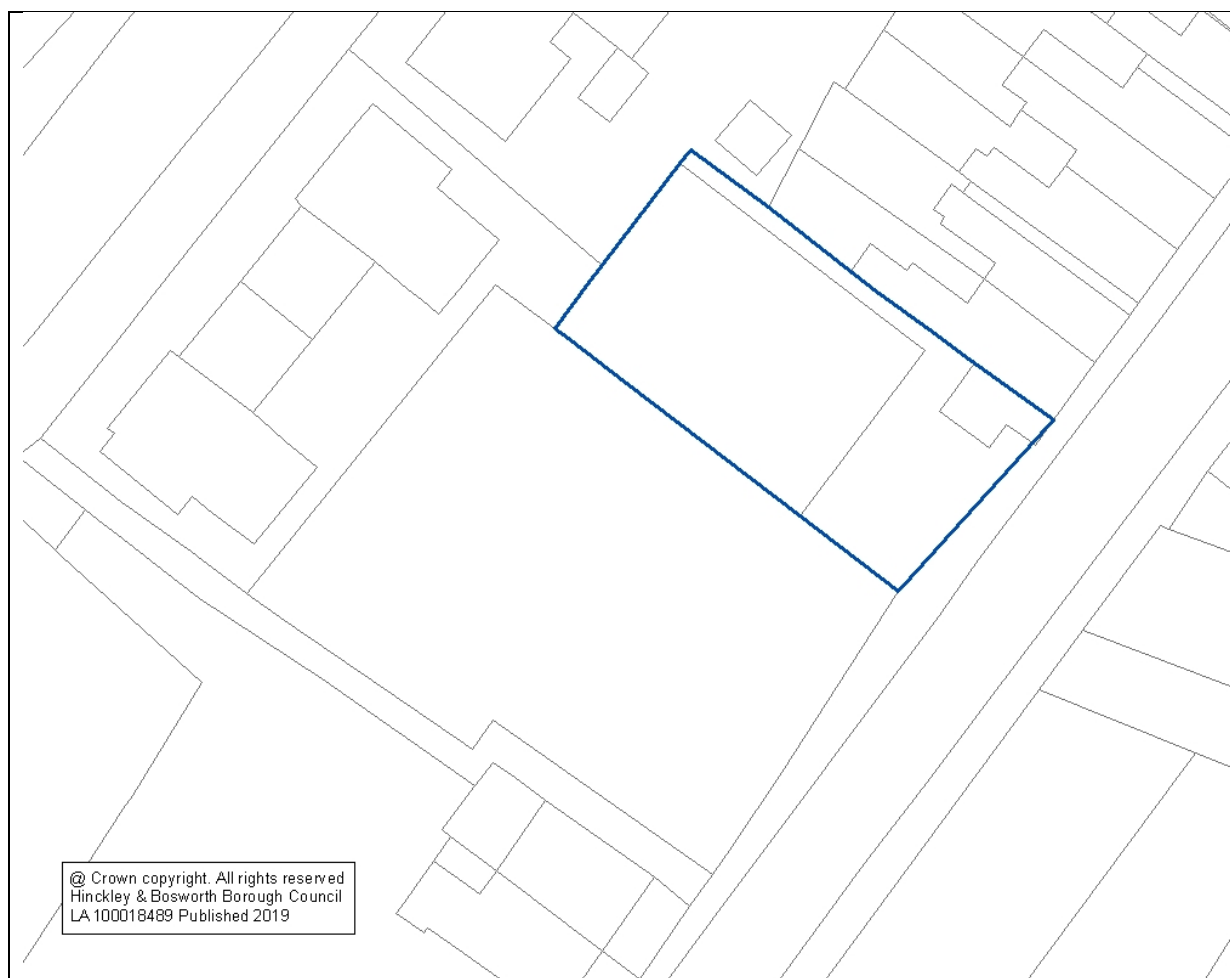 @ Crown copyright. All rights reserved
Hinckley & Bosworth Borough Council
LA 100018489 Published 2019